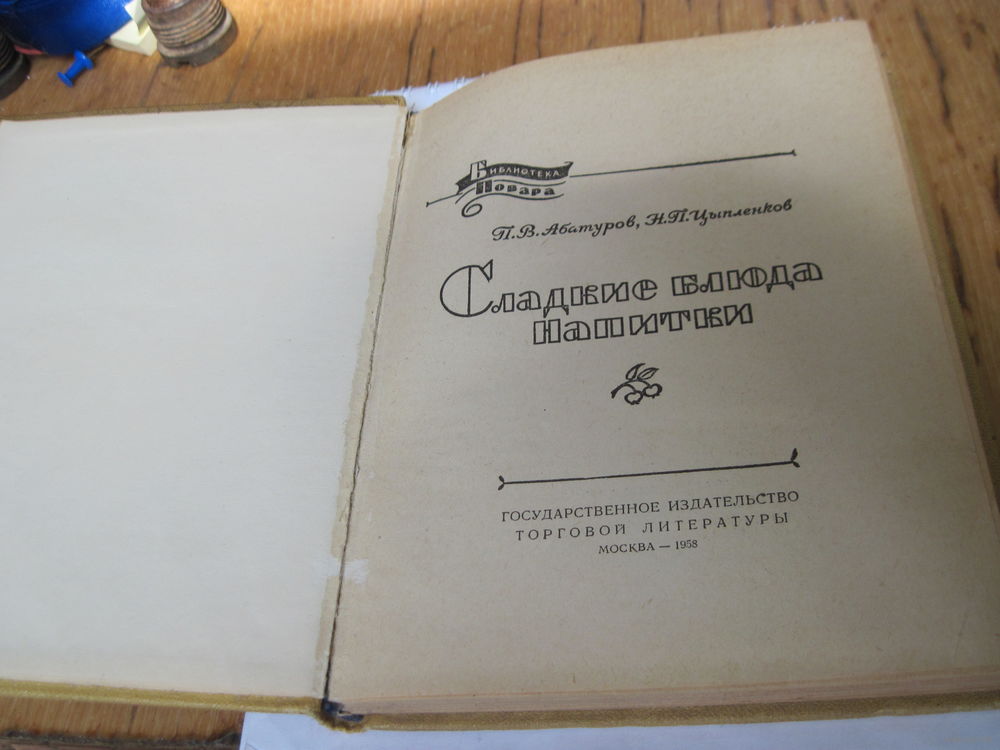 Библиотека
Повара
П.В.Абатуров, Н.П.Цыпленков
Сладкие блюда
напитки
ГОСУДАРСТВЕННОЕ ИЗДАТЕЛЬСТВО
ТОРГОВОЙ ЛИТЕРАТУРЫ
МОСКВА — 1958